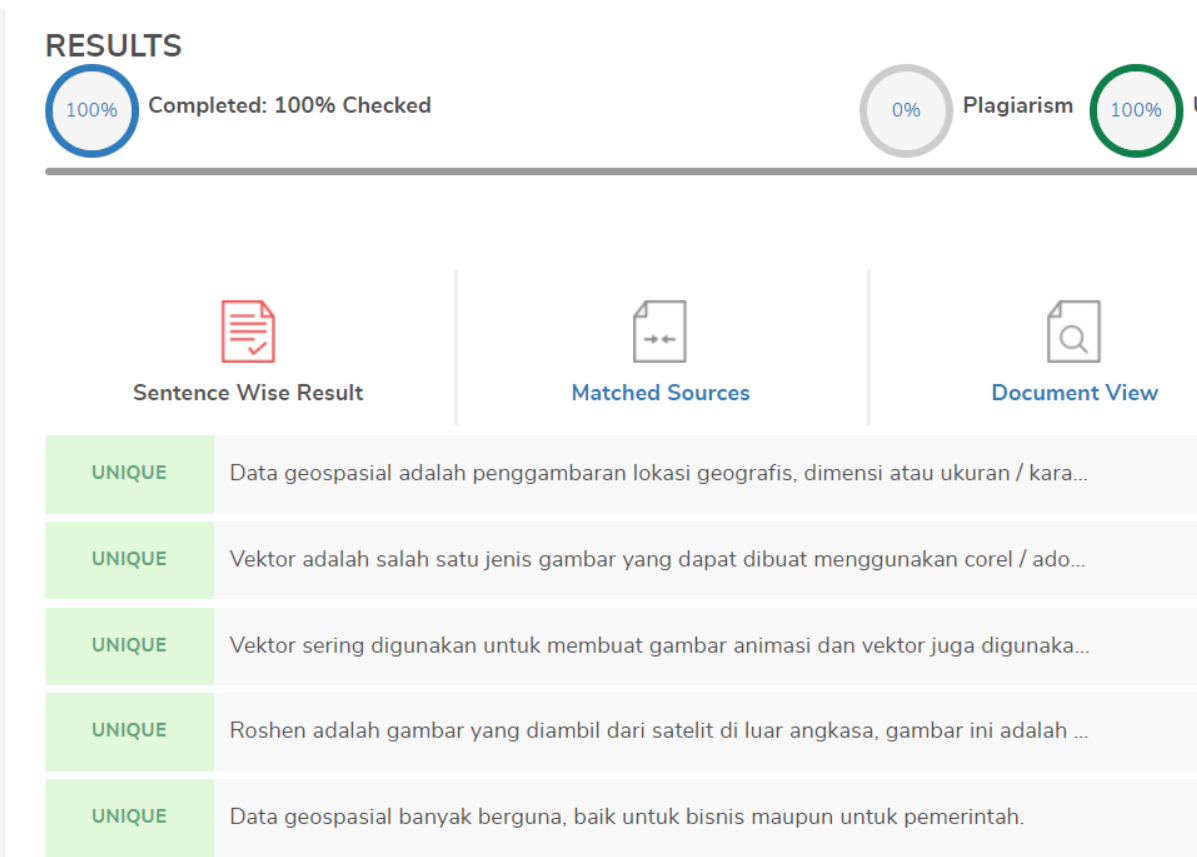 RESULTS
100% Completed: 100% Checked 0% Plagiarism 100%
Sentence Wise Result Matched Sources Document View
UNIQUE Data geospasial adalah penggambaran lokasi geografis, dimensi atau ukuran / kara...
UNIQUE Vektor adalah salah satu jenis gambar yang dapat dibuat menggunakan corel / ado...
UNIQUE Vektor sering digunakan untuk membuat gambar animasi dan vektor juga digunaka...
UNIQUE Roshen adalah gambar yang diambil dari satelit di luar angkasa, gambar ini adalah ...
UNIQUE Data geospasial banyak berguna, baik untuk bisnis maupun untuk pemerintah.